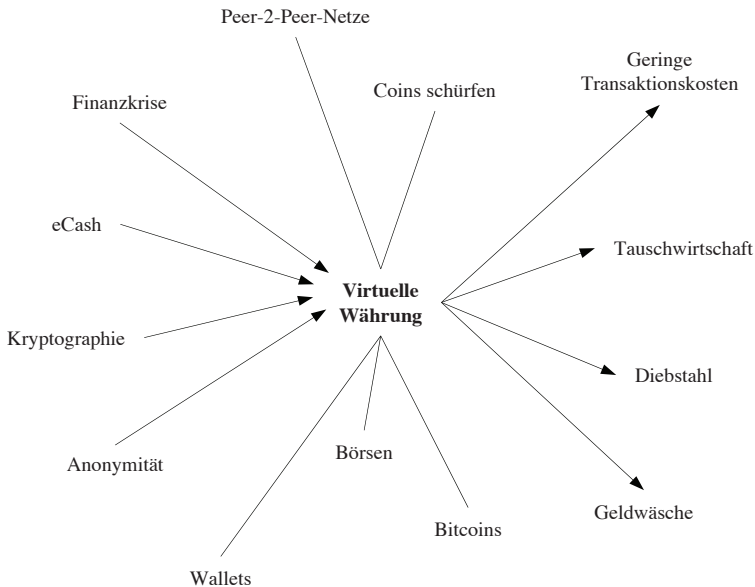 Peer-2-Peer-Netze
Geringe
Transaktionskosten
Coins schürfen
Finanzkrise
eCash
Tauschwirtschaft
Virtuelle
Währung
Kryptographie
Diebstahl
Börsen
Anonymität
Geldwäsche
Bitcoins
Wallets